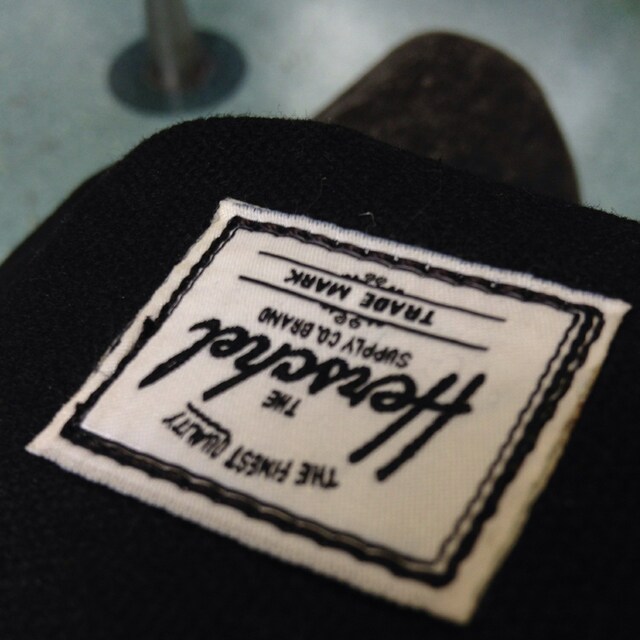 THE FINEST QUALITY
THE
Herschel
SUPPLY CO. BRAND
TRADE MARK